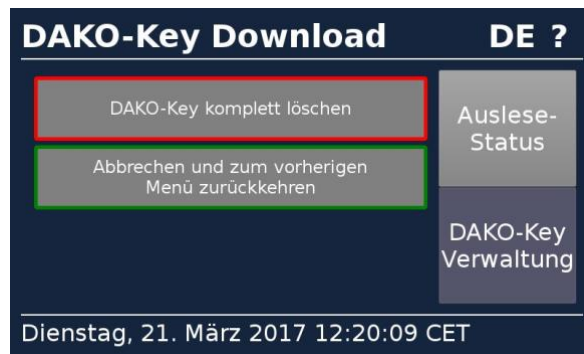 DAKO-Key Download
DE ?
DAKO-Key komplett löschen
Abbrechen und zum vorherigen
Menü zurückkehren
Auslese-
Status
DAKO-Key
Verwaltung
Dienstag, 21. März 2017 12:20:09 CET